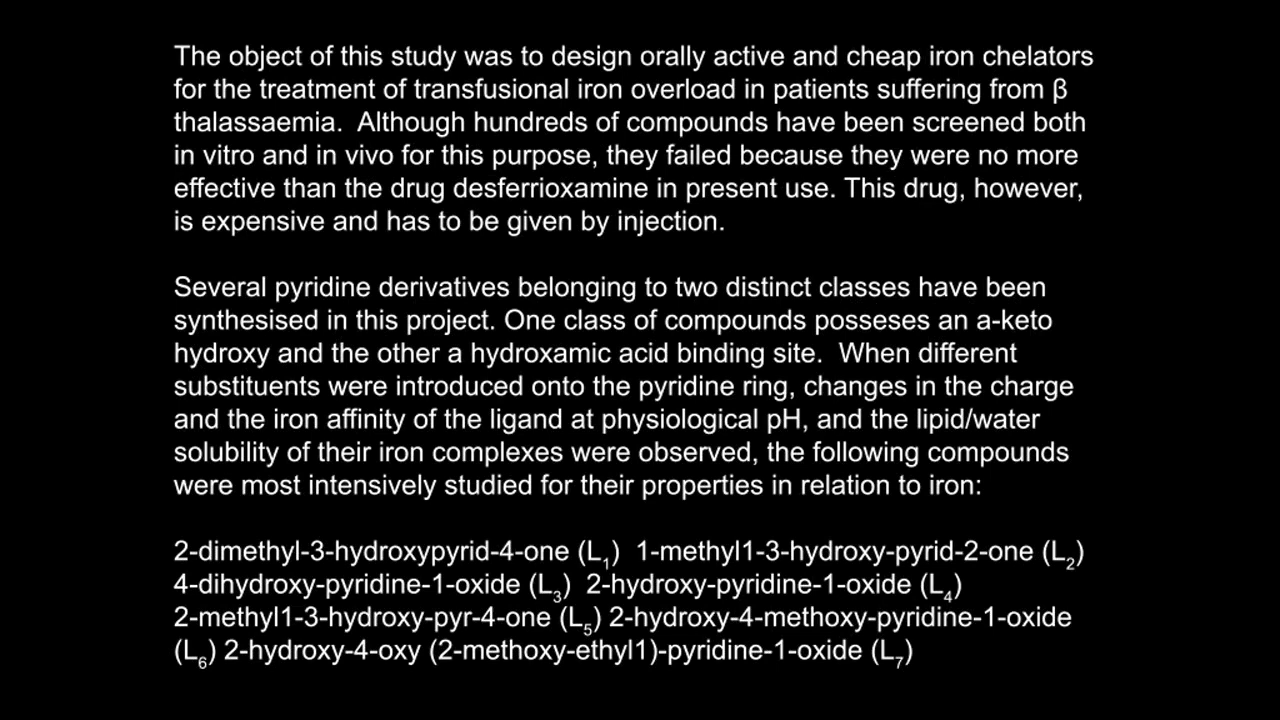 The object of this study was to design orally active and cheap iron chelators
for the treatment of transfusional iron overload in patients suffering from β
thalassaemia.  Although hundreds of compounds have been screened both
in vitro and in vivo for this purpose, they failed because they were no more
effective than the drug desferrioxamine in present use. This drug, however,
is expensive and has to be given by injection.
Several pyridine derivatives belonging to two distinct classes have been
synthesised in this project. One class of compounds posseses an a-keto
hydroxy and the other a hydroxamic acid binding site.  When different
substituents were introduced onto the pyridine ring, changes in the charge
and the iron affinity of the ligand at physiological pH, and the lipid/water
solubility of their iron complexes were observed, the following compounds
were most intensively studied for their properties in relation to iron:
2-dimethyl-3-hydroxypyrid-4-one (L₁)  1-methyl1-3-hydroxy-pyrid-2-one (L₂)
4-dihydroxy-pyridine-1-oxide (L₃)  2-hydroxy-pyridine-1-oxide (L₄)
2-methyl1-3-hydroxy-pyr-4-one (L₅) 2-hydroxy-4-methoxy-pyridine-1-oxide
(L₆) 2-hydroxy-4-oxy (2-methoxy-ethyl1)-pyridine-1-oxide (L₇)